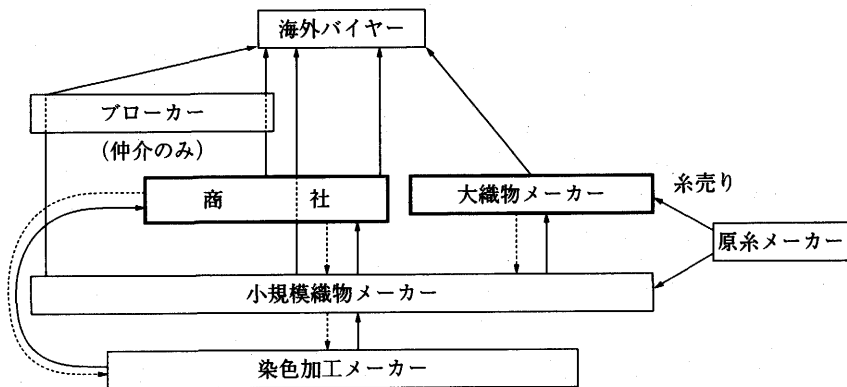 海外バイヤー
ブローカー
(仲介のみ)
商 社
大織物メーカー
糸売り
原糸メーカー
小規模織物メーカー
染色加工メーカー